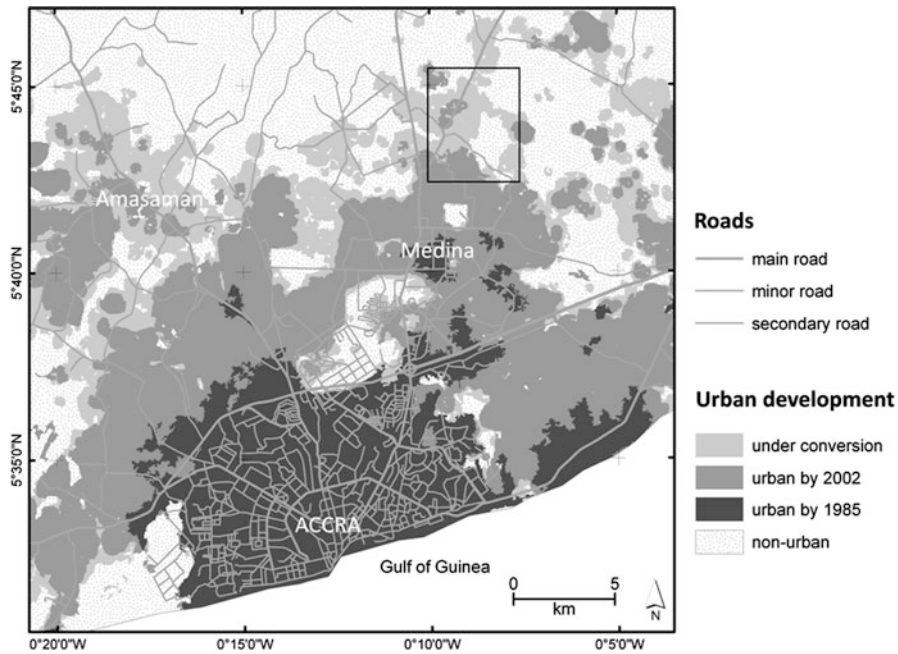 5°45'0"N
5°40'0"N
5°35'0"N
Amasaman
Medina
ACCRA
Gulf of Guinea
0 5
km
N
0°20'0"W 0°15'0"W 0°10'0"W 0°5'0"W
Roads
main road
minor road
secondary road
Urban development
under conversion
urban by 2002
urban by 1985
non-urban